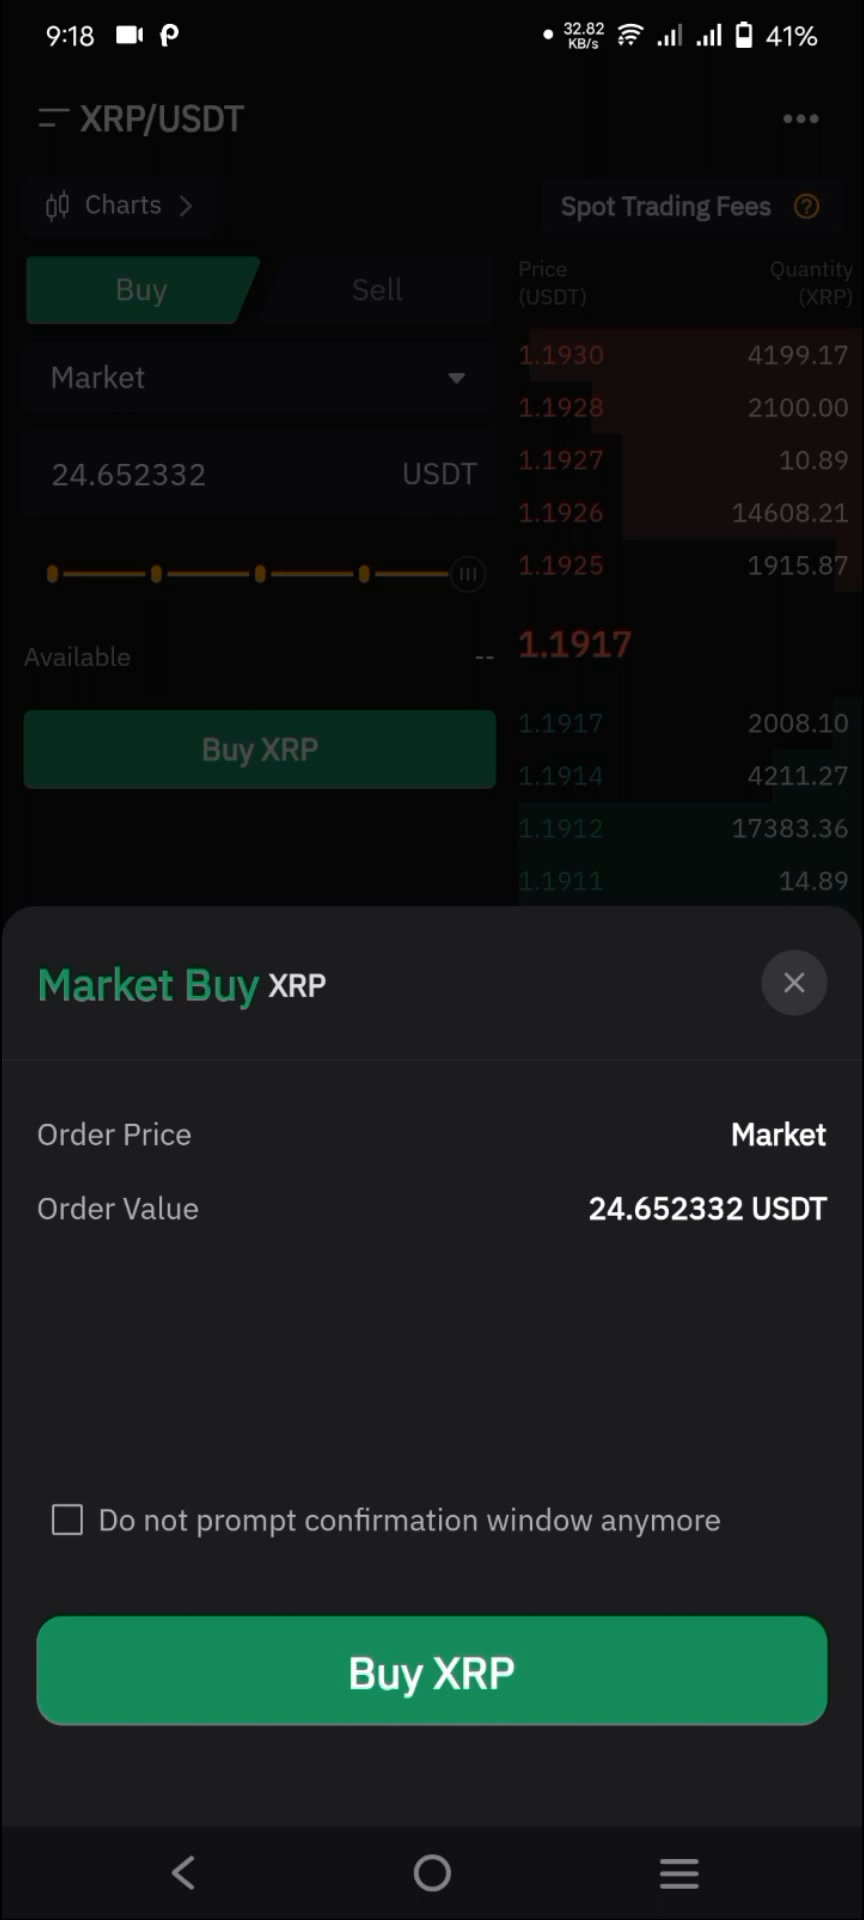 9:18
32.82
KB/s
41%
XRP/USDT
Charts
Spot Trading Fees
Buy
Sell
Price
(USDT)
Quantity
(XRP)
Market
24.652332 USDT
Available --
Buy XRP
1.1930 4199.17
1.1928 2100.00
1.1927 10.89
1.1926 14608.21
1.1925 1915.87
1.1917
1.1917 2008.10
1.1914 4211.27
1.1912 17383.36
1.1911 14.89
Market Buy XRP
Order Price Market
Order Value 24.652332 USDT
Do not prompt confirmation window anymore
Buy XRP